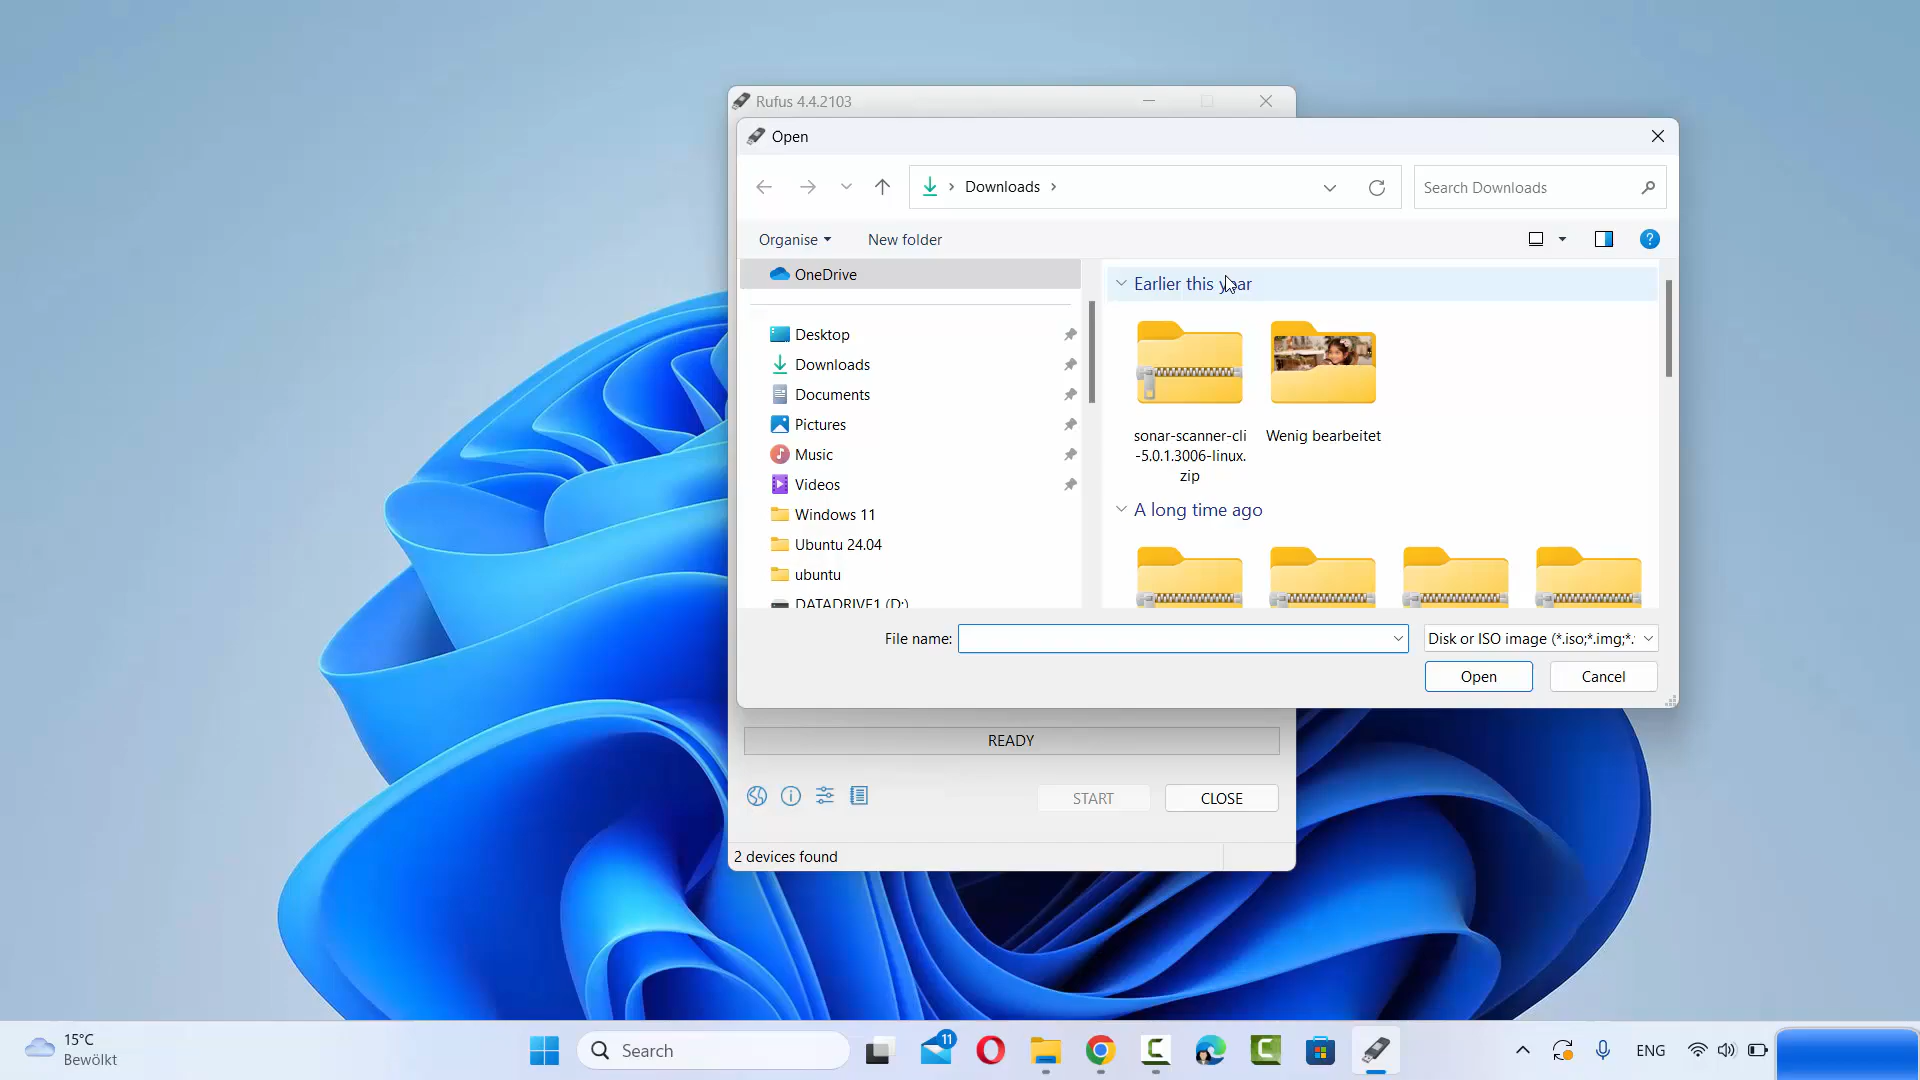 Rufus 4.4.2103
Open
Downloads
Search Downloads
Organise
New folder
?
OneDrive
Desktop
Downloads
Documents
Pictures
Music
Videos
Windows 11
Ubuntu 24.04
ubuntu
DATADRIVE1 (D:)
Earlier this year
sonar-scanner-cli
-5.0.1.3006-linux.
zip
Wenig bearbeitet
A long time ago
File name:
Disk or ISO image (*.iso;*.img;*.
Open
Cancel
READY
START
CLOSE
2 devices found
15°C
Bewölkt
Search
11
ENG